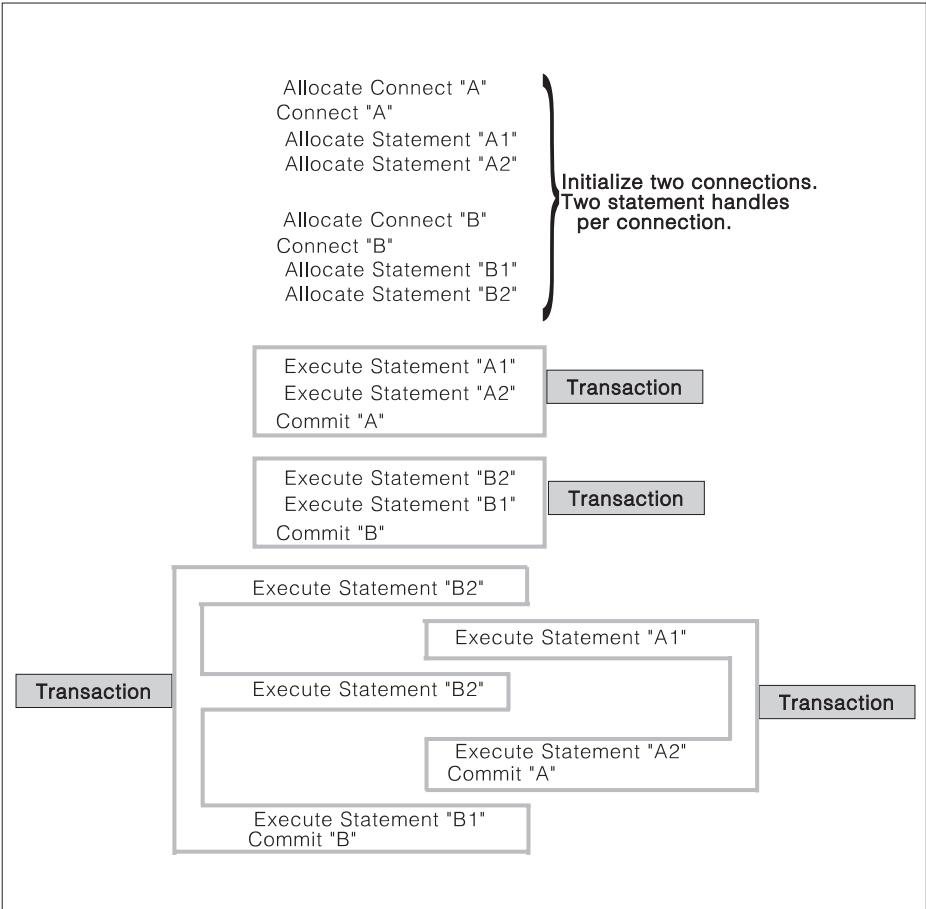 Allocate Connect "A"
Connect "A"
Allocate Statement "A1"
Allocate Statement "A2"
Allocate Connect "B"
Connect "B"
Allocate Statement "B1"
Allocate Statement "B2"
Initialize two connections.
Two statement handles
per connection.
Execute Statement "A1"
Execute Statement "A2"
Commit "A"
Transaction
Execute Statement "B2"
Execute Statement "B1"
Commit "B"
Transaction
Execute Statement "B2"
Execute Statement "A1"
Transaction
Execute Statement "B2"
Transaction
Execute Statement "A2"
Commit "A"
Execute Statement "B1"
Commit "B"